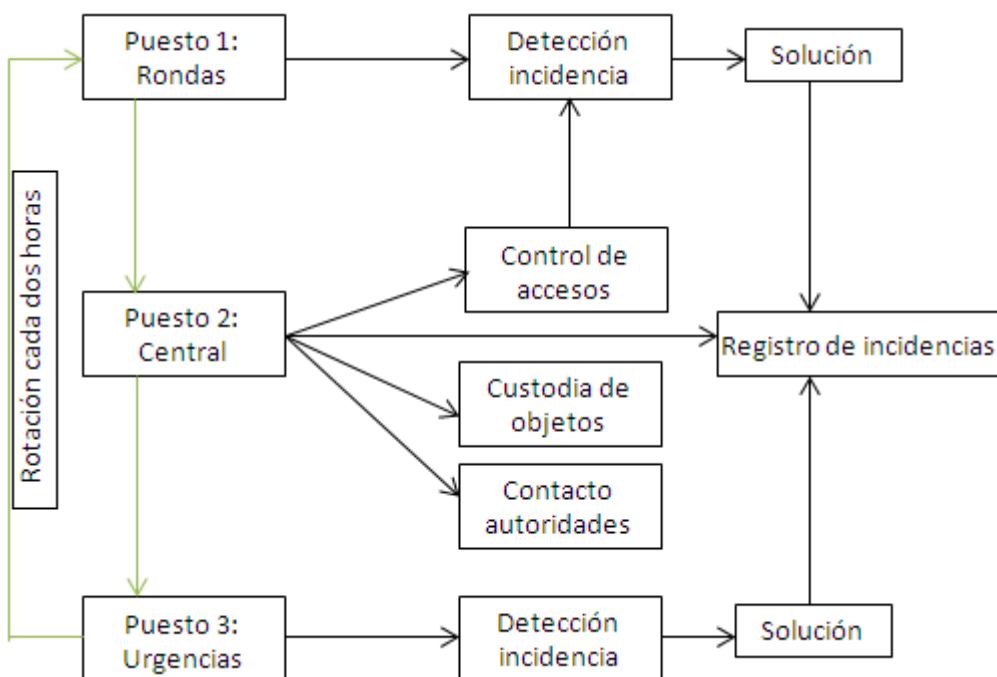 Puesto 1:
Rondas
Detección
incidencia
Solución
Rotación cada dos horas
Control de
accesos
Puesto 2:
Central
Registro de incidencias
Custodia de
objetos
Contacto
autoridades
Puesto 3:
Urgencias
Detección
incidencia
Solución